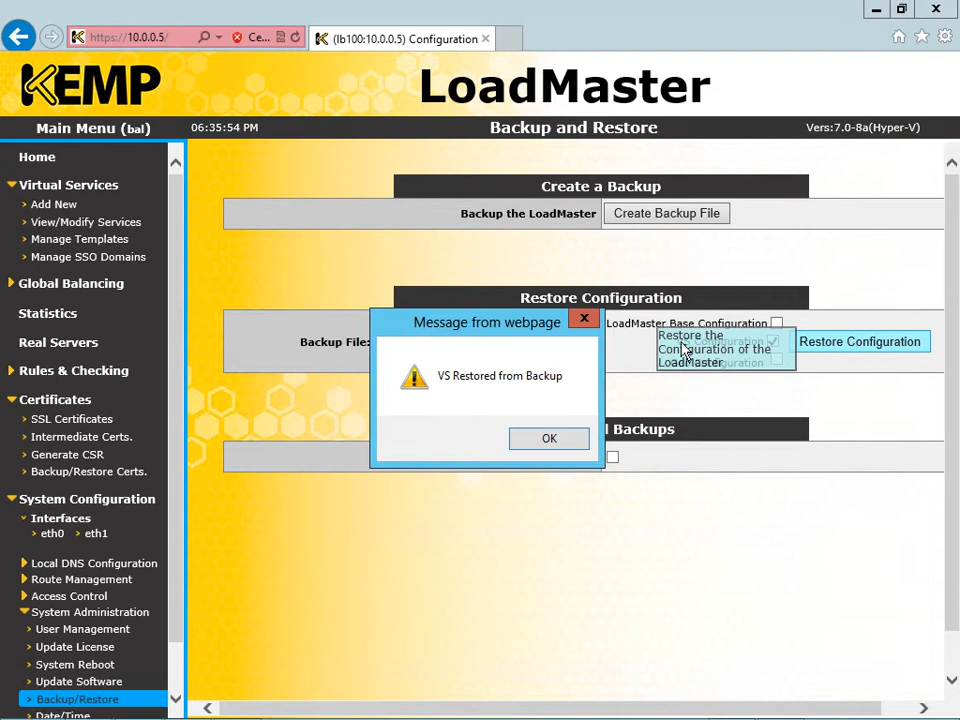 https://10.0.0.5/
Ce...
(lb100:10.0.0.5) Configuration
KEMP
LoadMaster
Main Menu (bal)
06:35:54 PM
Backup and Restore
Vers:7.0-8a(Hyper-V)
Home
Virtual Services
Add New
View/Modify Services
Manage Templates
Manage SSO Domains
Global Balancing
Statistics
Real Servers
Rules & Checking
Certificates
SSL Certificates
Intermediate Certs.
Generate CSR
Backup/Restore Certs.
System Configuration
Interfaces
eth0 eth1
Local DNS Configuration
Route Management
Access Control
System Administration
User Management
Update License
System Reboot
Update Software
Backup/Restore
Date/Time
Create a Backup
Backup the LoadMaster
Create Backup File
Restore Configuration
Backup File:
LoadMaster Base Configuration
Restore the
Configuration of the
LoadMaster
Restore Configuration
Backups
Message from webpage
VS Restored from Backup
OK